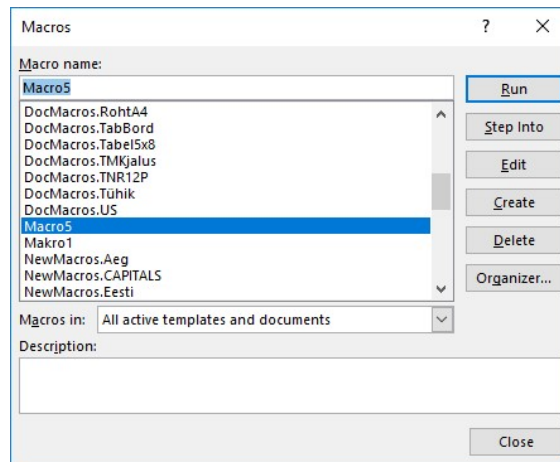 Macros
?
Macro name:
Macro5
Run
DocMacros.RohtA4
DocMacros.TabBord
DocMacros.Tabel5x8
DocMacros.TMKjalus
DocMacros.TNR12P
DocMacros.Tühik
DocMacros.US
Macro5
Makro1
NewMacros.Aeg
NewMacros.CAPITALS
NewMacros.Eesti
Step Into
Edit
Create
Delete
Organizer...
Macros in: All active templates and documents
Description:
Close